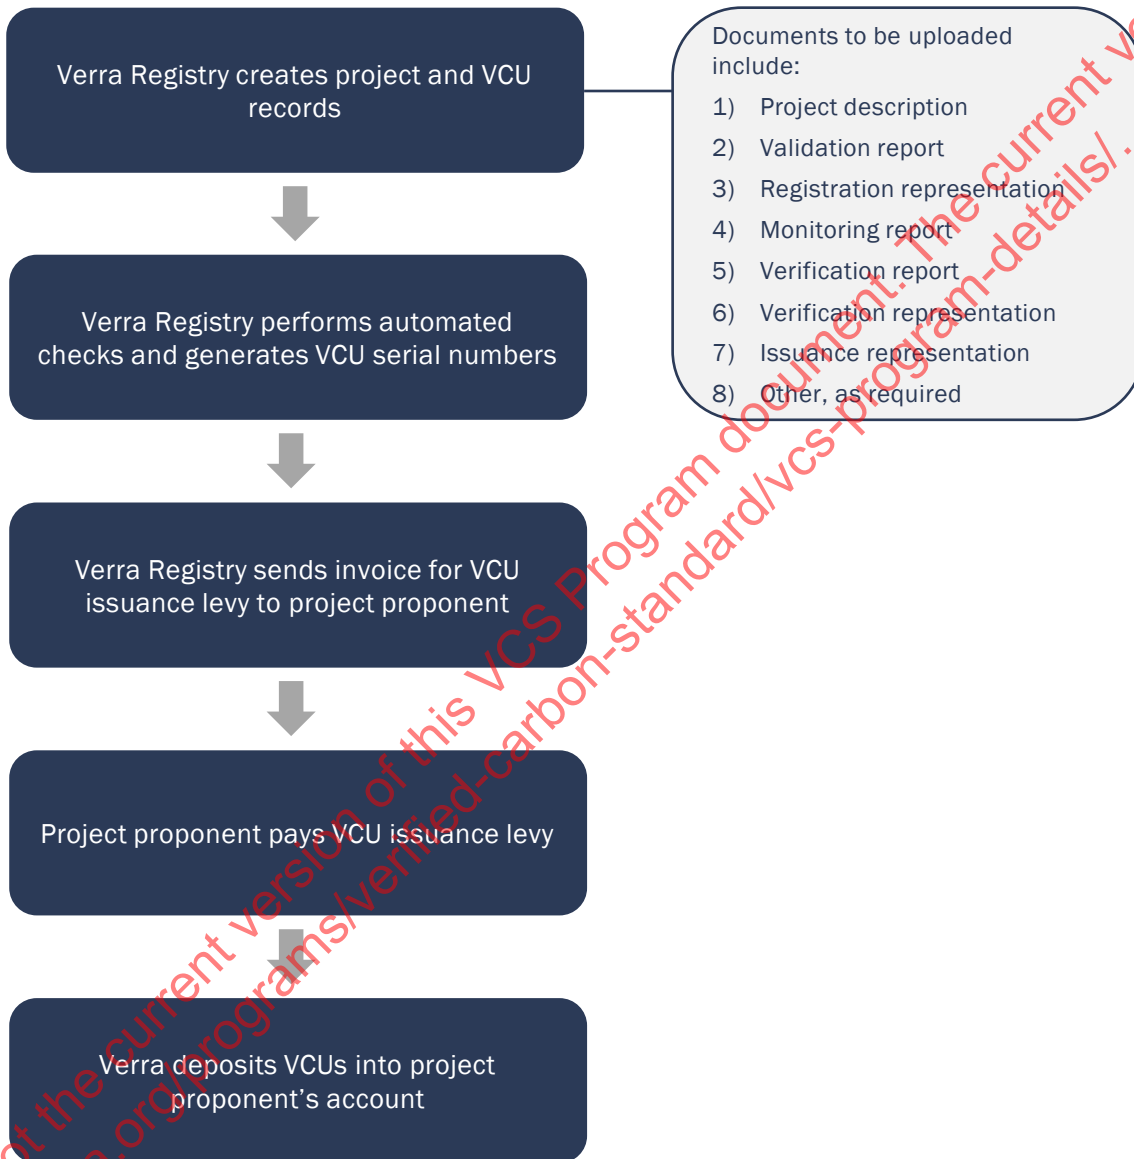 Verra Registry creates project and VCU
records
Documents to be uploaded
include:
1) Project description
2) Validation report
3) Registration representation
4) Monitoring report
5) Verification report
6) Verification representation
7) Issuance representation
8) Other, as required
Verra Registry performs automated
checks and generates VCU serial numbers
Verra Registry sends invoice for VCU
issuance levy to project proponent
Project proponent pays VCU issuance levy
Verra deposits VCUs into project
proponent's account
ot the current version of this VCS Program document. The current
.org/programs/verified-carbon-standard/vcs-program-details/.